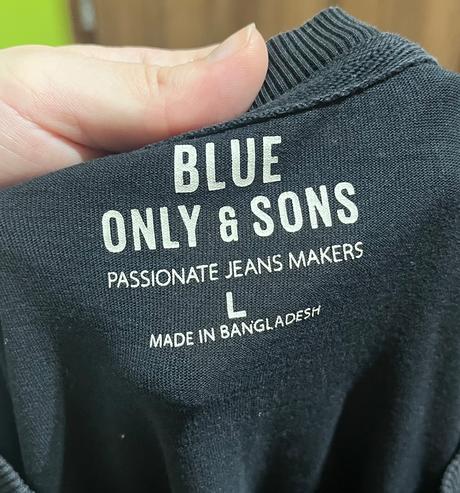 BLUE
ONLY & SONS
PASSIONATE JEANS MAKERS
L
MADE IN BANGLADESH